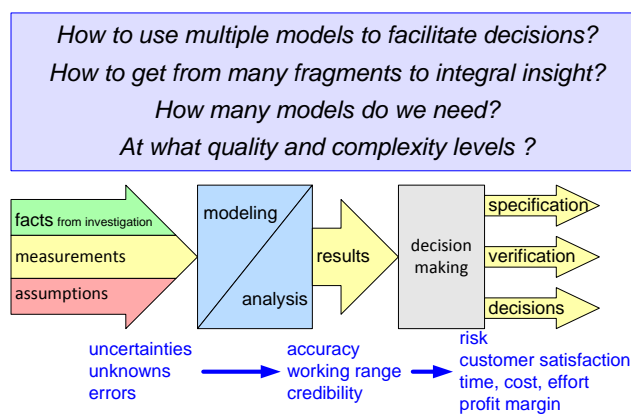 How to use multiple models to facilitate decisions?
How to get from many fragments to integral insight?
How many models do we need?
At what quality and complexity levels ?
facts from investigation
measurements
assumptions
modeling
analysis
results
decision
making
specification
verification
decisions
uncertainties
unknowns
errors
accuracy
working range
credibility
risk
customer satisfaction
time, cost, effort
profit margin